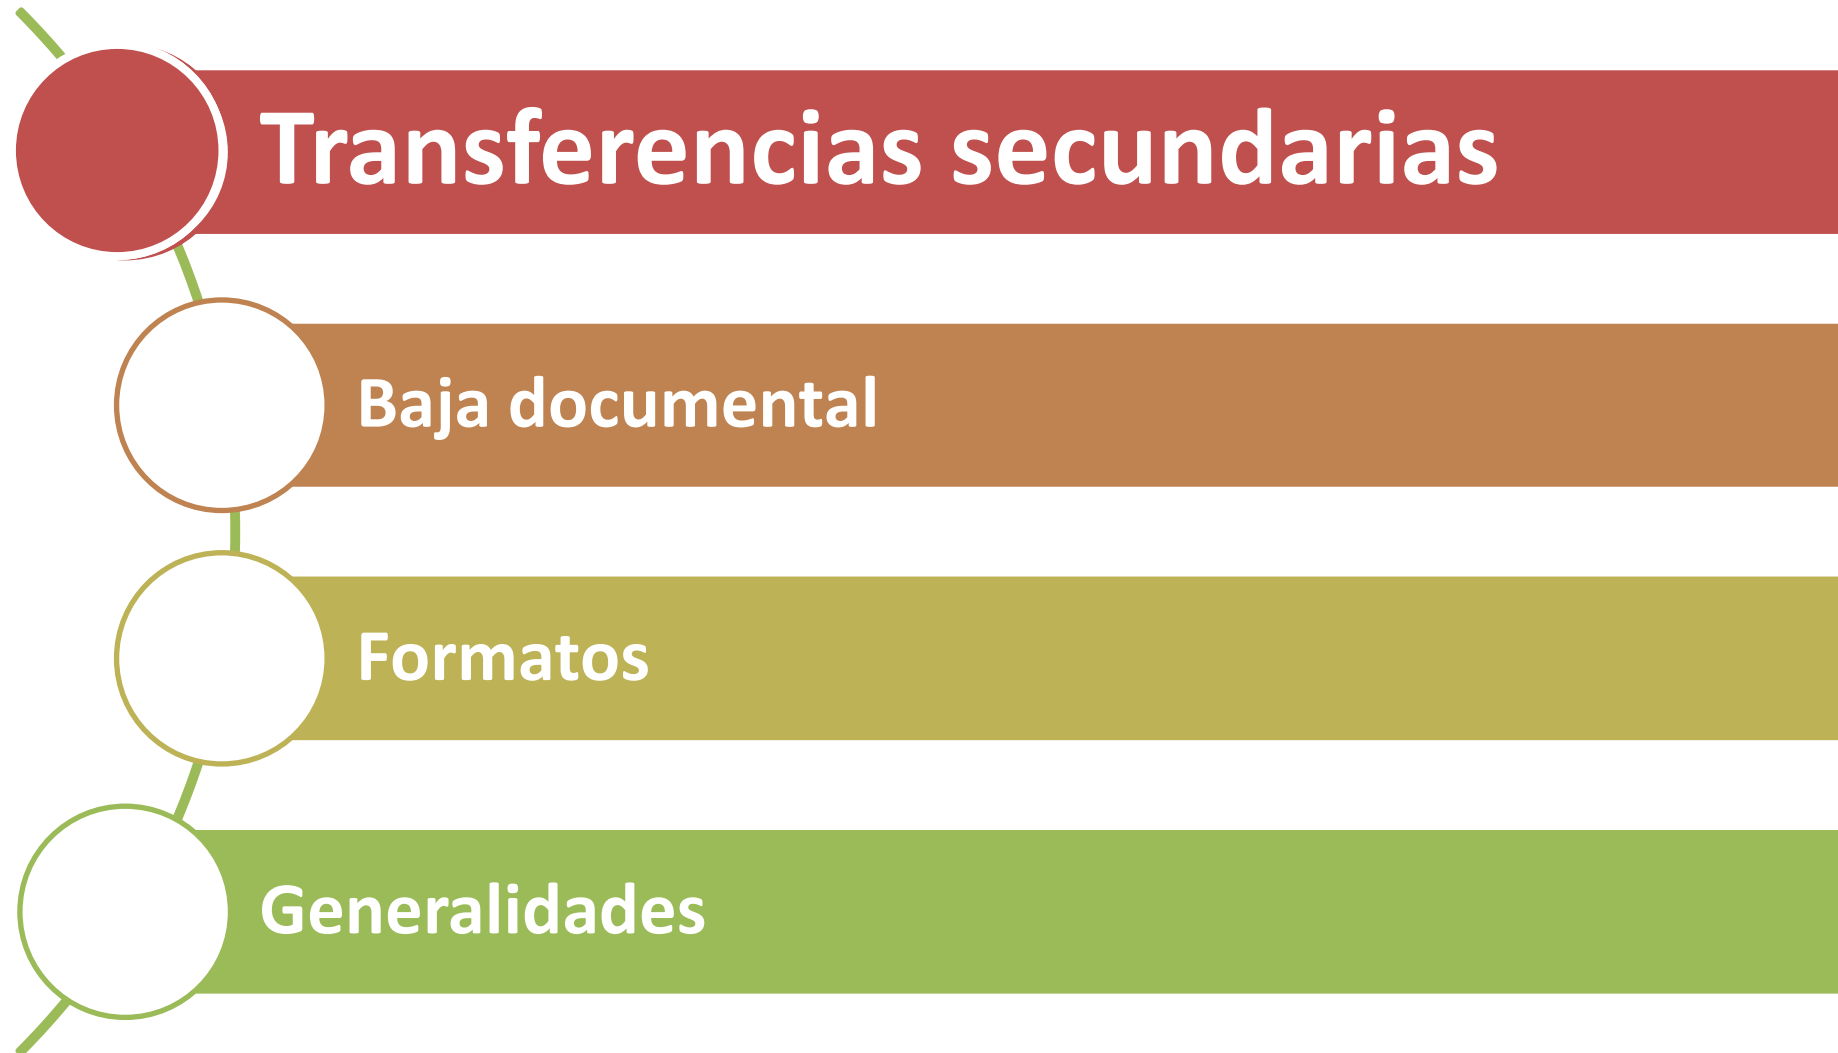 Transferencias secundarias
Baja documental
Formatos
Generalidades